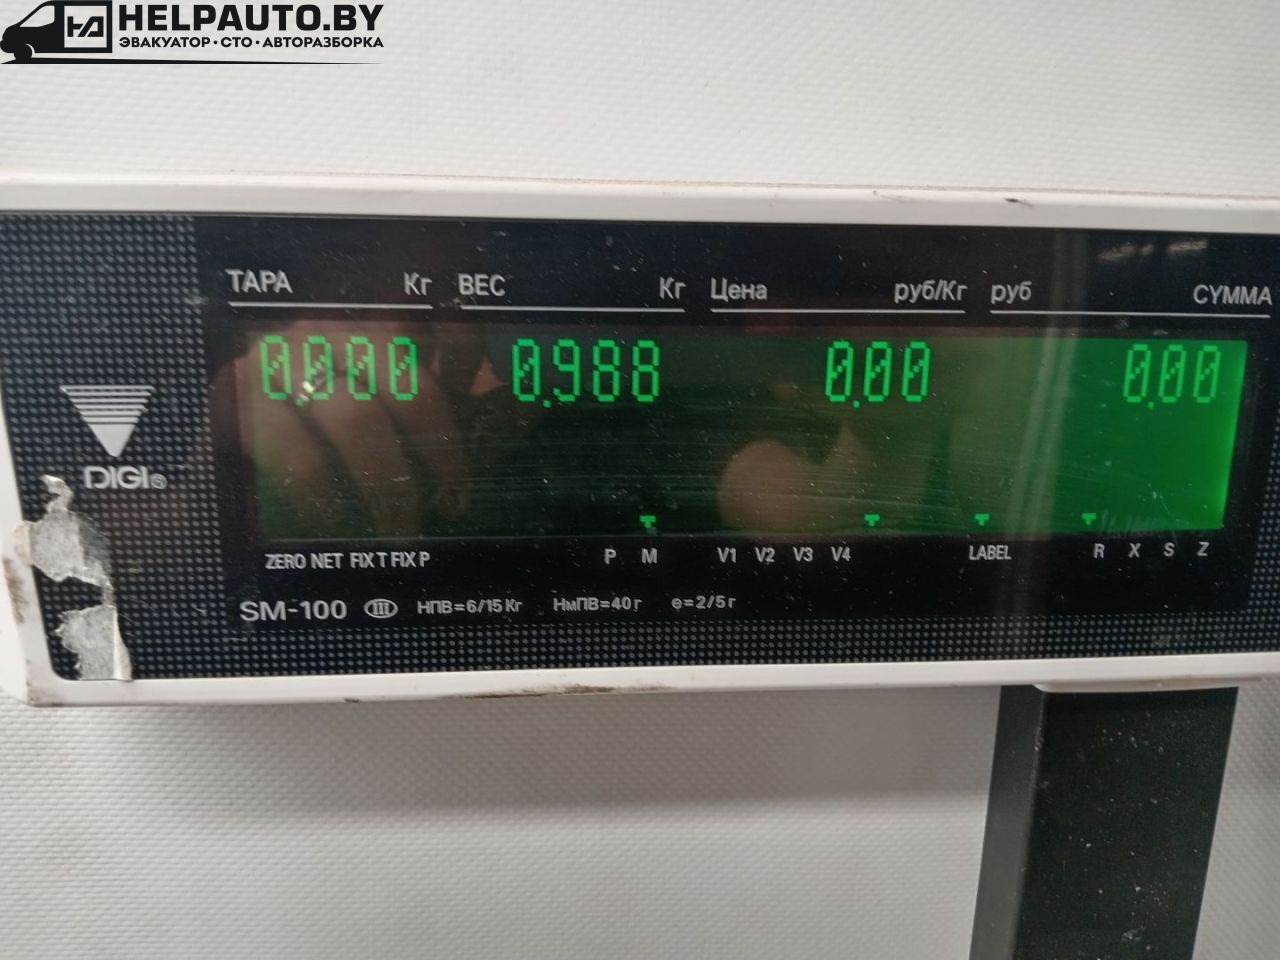 HELPAUTO.BY
ЭВАКУАТОР·СТО·АВТОРАЗБОРКА
ТАРА Кг ВЕС Кг Цена руб/Кг руб СУММА
0.000 0.988 0.00 0.00
DIGI®
ZERO NET FIX T FIX P P M V1 V2 V3 V4 LABEL R X S Z
SM-100 III НПВ=6/15 Кг НмПВ=40 г e=2/5 г